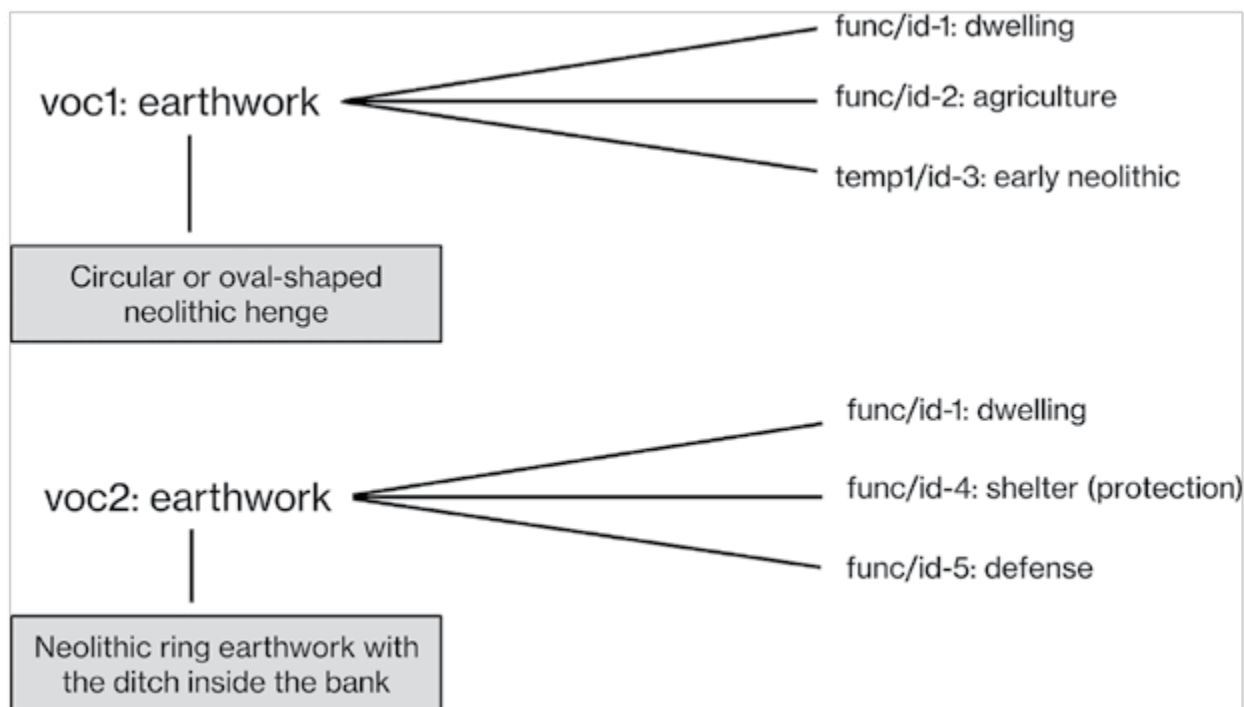 func/id-1: dwelling
voc1: earthwork
func/id-2: agriculture
temp1/id-3: early neolithic
Circular or oval-shaped
neolithic henge
func/id-1: dwelling
voc2: earthwork
func/id-4: shelter (protection)
func/id-5: defense
Neolithic ring earthwork with
the ditch inside the bank